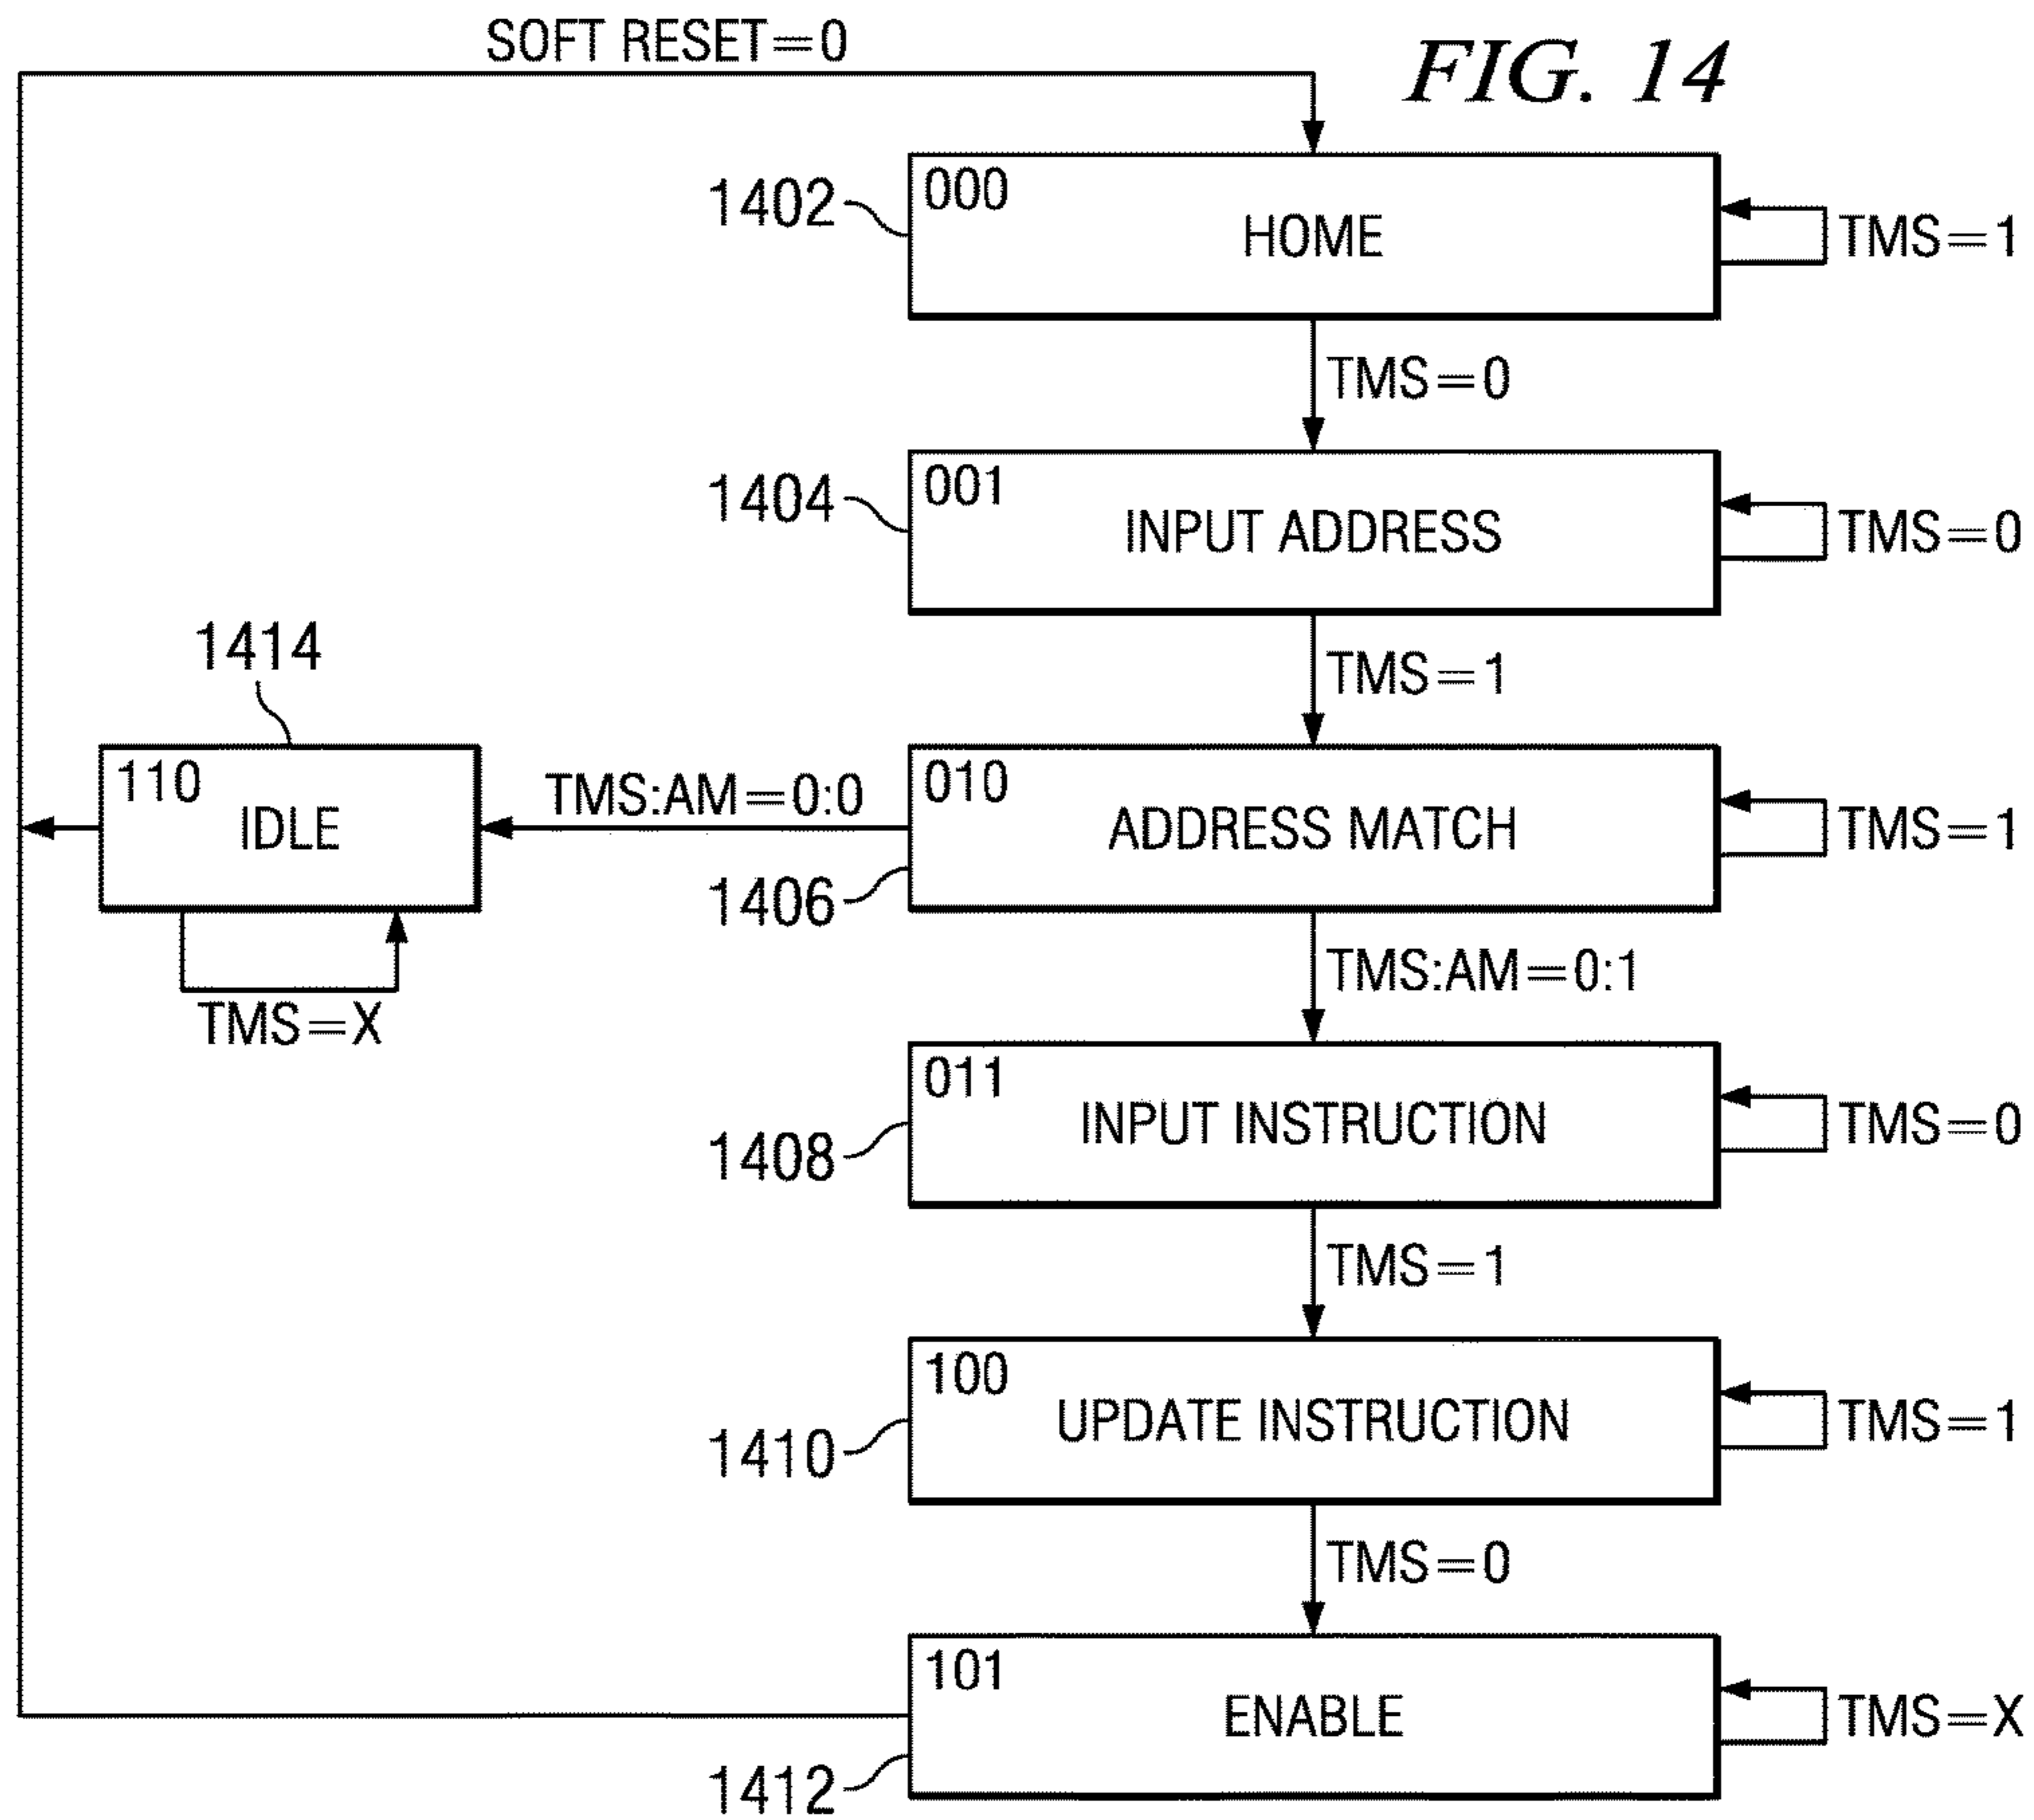 SOFT RESET=0
FIG. 14
000
1402
HOME
TMS=1
TMS=0
001
1404
INPUT ADDRESS
TMS=0
1414
TMS=1
110
IDLE
TMS:AM=0:0
010
ADDRESS MATCH
TMS=1
1406
TMS:AM=0:1
TMS=X
011
INPUT INSTRUCTION
TMS=0
1408
TMS=1
100
UPDATE INSTRUCTION
TMS=1
1410
TMS=0
101
ENABLE
TMS=X
1412